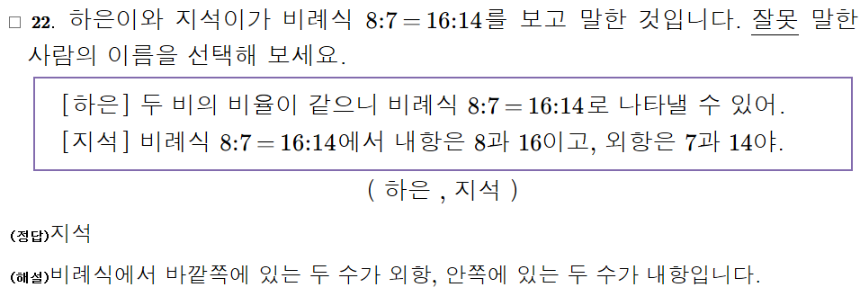 □ 22. 하은이와 지석이가 비례식 8:7=16:14를 보고 말한 것입니다. 잘못 말한
사람의 이름을 선택해 보세요.
[하은] 두 비의 비율이 같으니 비례식 8:7=16:14로 나타낼 수 있어.
[지석] 비례식 8:7=16:14에서 내항은 8과 16이고, 외항은 7과 14야.
( 하은 , 지석 )
(정답)지석
(해설)비례식에서 바깥쪽에 있는 두 수가 외항, 안쪽에 있는 두 수가 내항입니다.